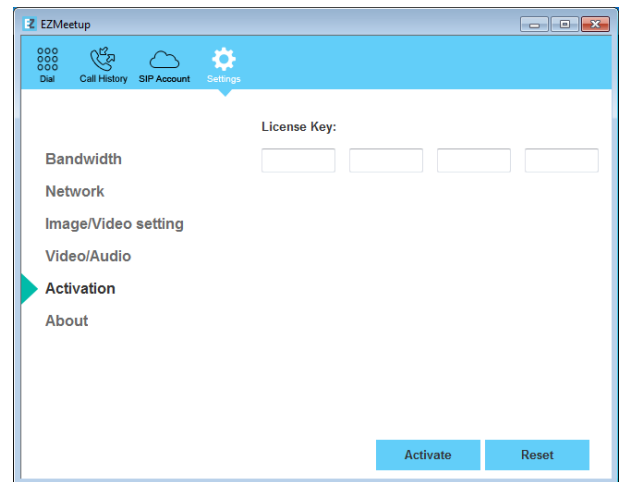 EZ EZMeetup
Dial Call History SIP Account Settings
License Key:
Bandwidth
Network
Image/Video setting
Video/Audio
Activation
About
Activate Reset